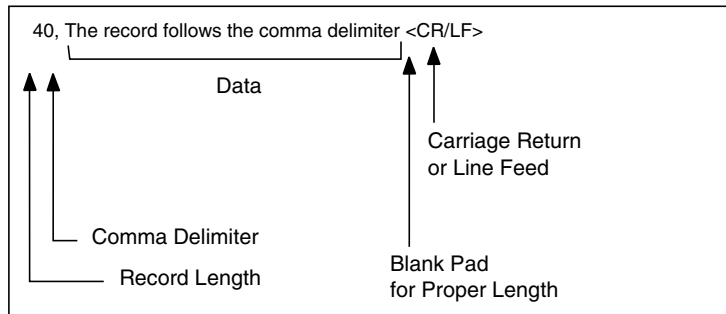 40, The record follows the comma delimiter <CR/LF>
Data
Carriage Return
or Line Feed
Comma Delimiter
Record Length
Blank Pad
for Proper Length